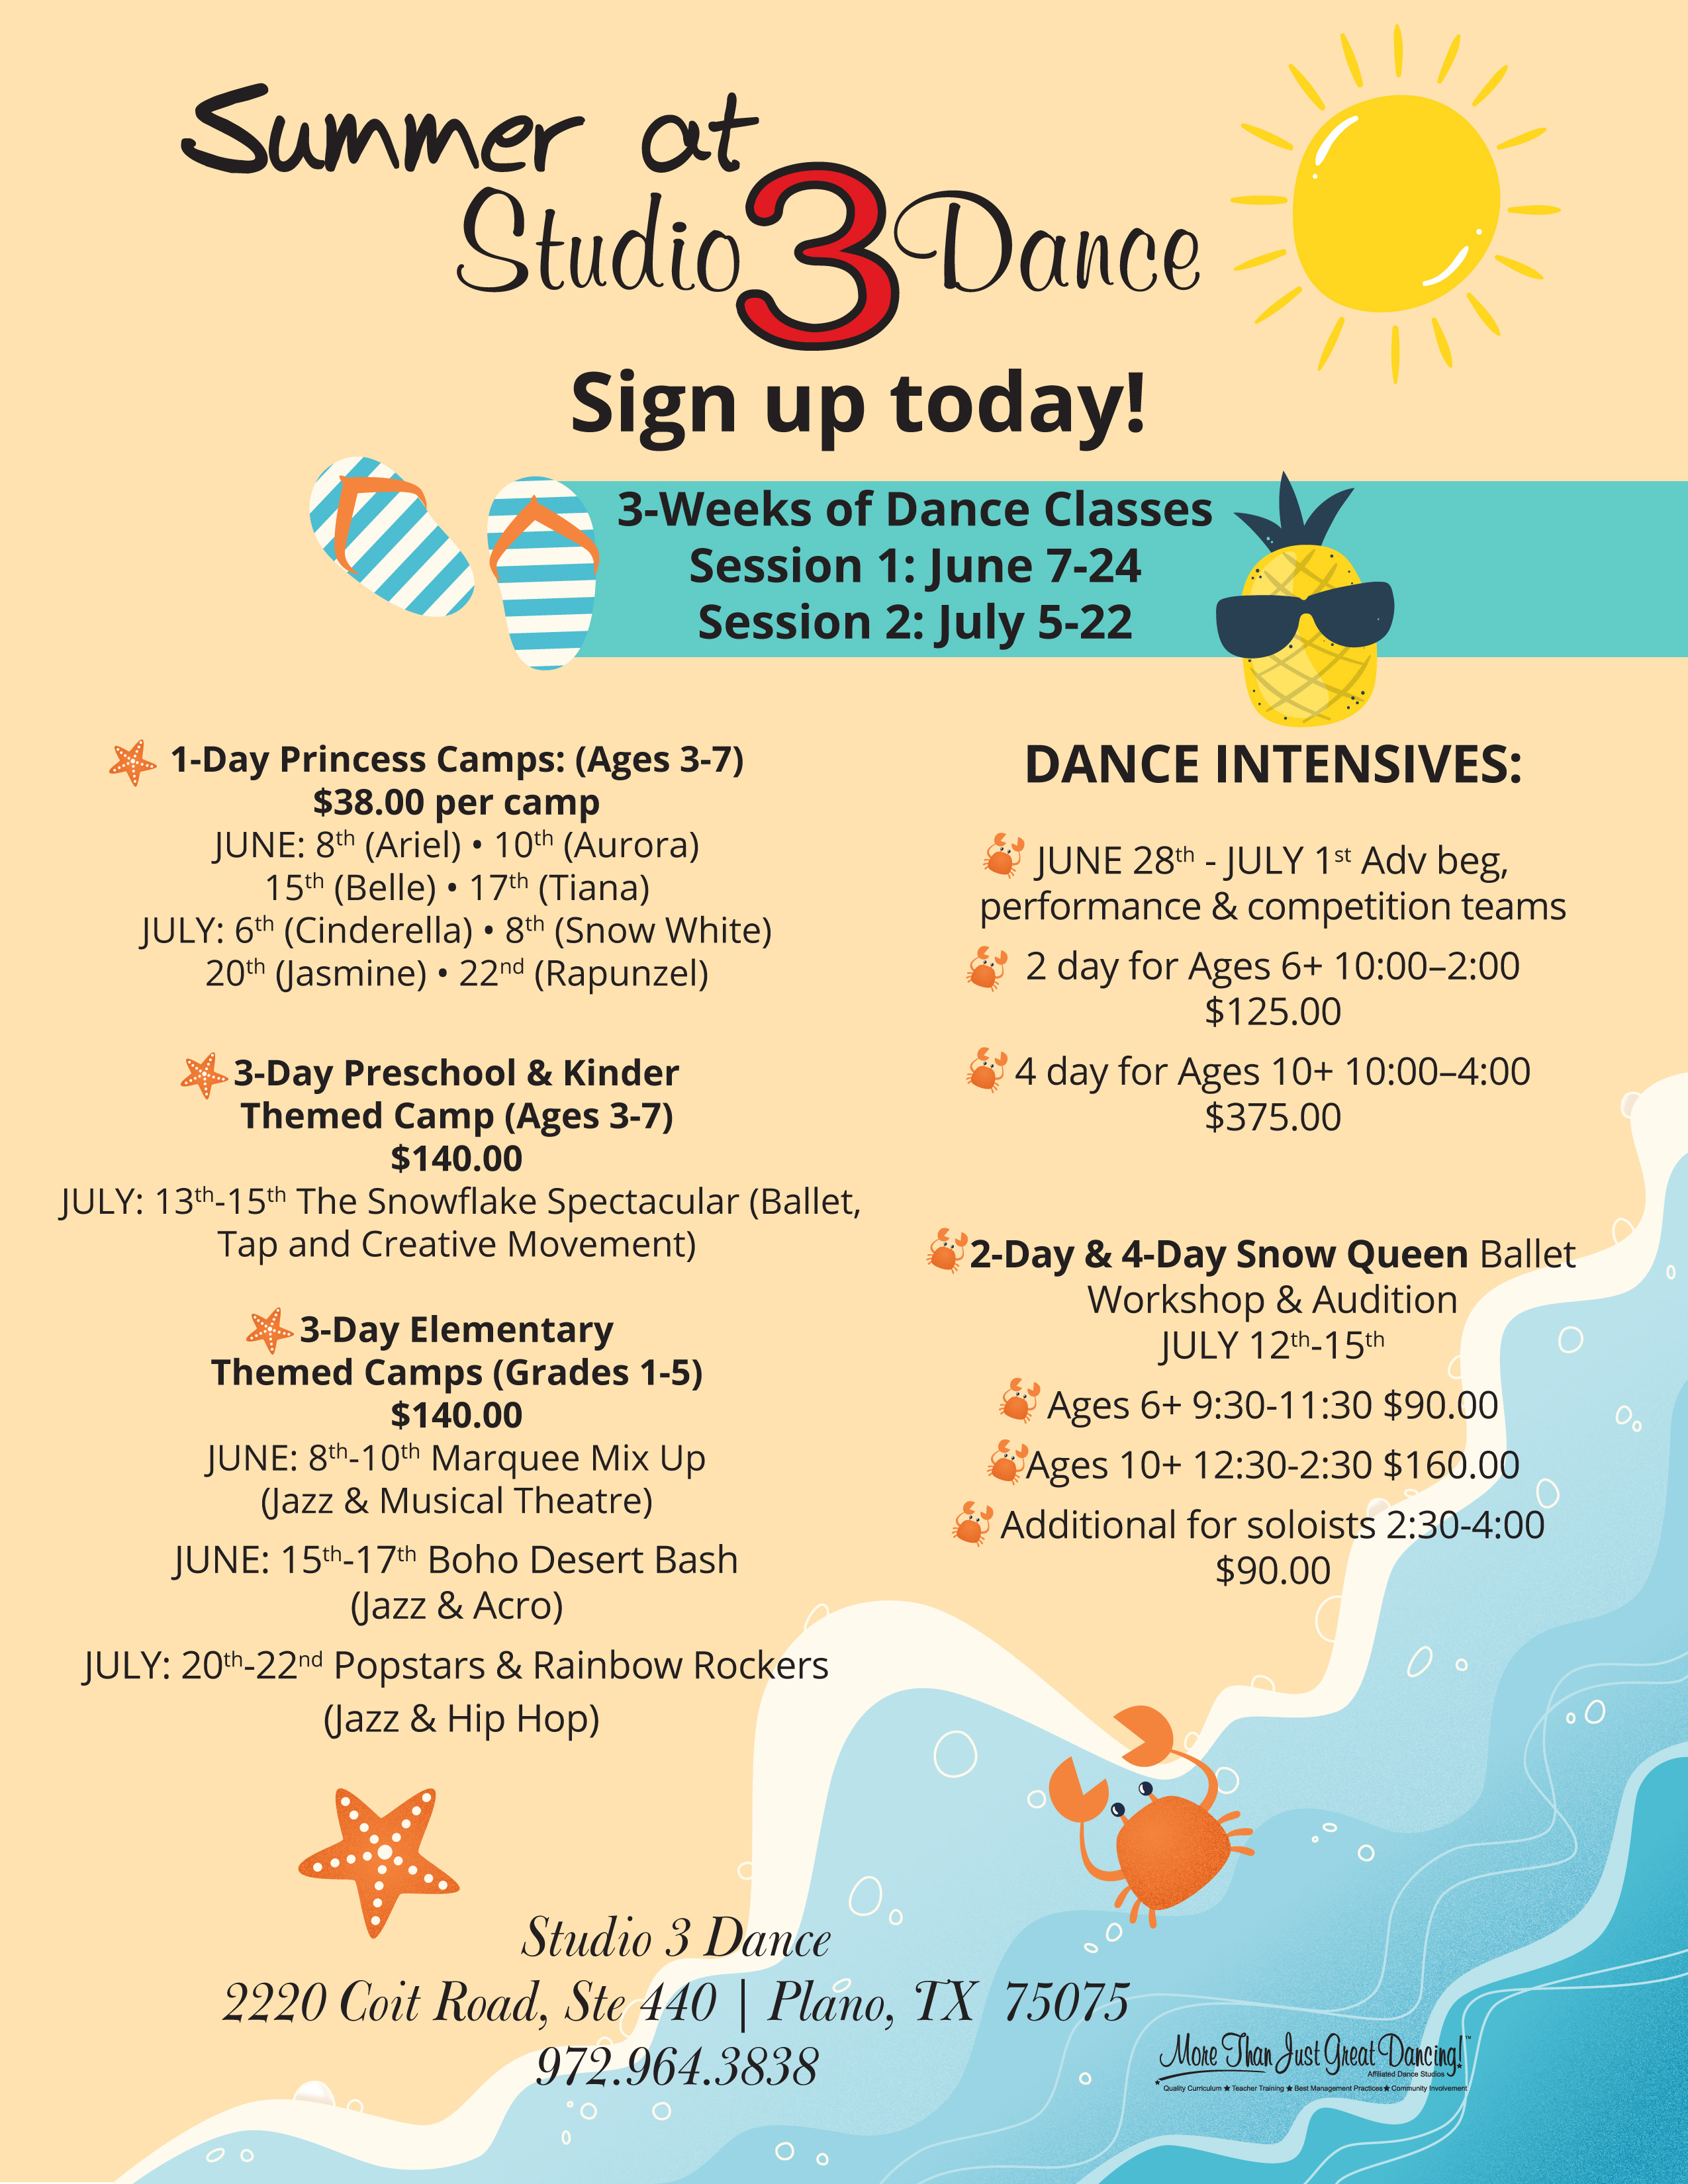 Summer at
Studio 3 Dance
Sign up today!
3-Weeks of Dance Classes
Session 1: June 7-24
Session 2: July 5-22
1-Day Princess Camps: (Ages 3-7)
$38.00 per camp
JUNE: 8th (Ariel) • 10th (Aurora)
15th (Belle) • 17th (Tiana)
JULY: 6th (Cinderella) • 8th (Snow White)
20th (Jasmine) • 22nd (Rapunzel)
3-Day Preschool & Kinder
Themed Camp (Ages 3-7)
$140.00
JULY: 13th-15th The Snowflake Spectacular (Ballet,
Tap and Creative Movement)
3-Day Elementary
Themed Camps (Grades 1-5)
$140.00
JUNE: 8th-10th Marquee Mix Up
(Jazz & Musical Theatre)
JUNE: 15th-17th Boho Desert Bash
(Jazz & Acro)
JULY: 20th-22nd Popstars & Rainbow Rockers
(Jazz & Hip Hop)
DANCE INTENSIVES:
JUNE 28th - JULY 1st Adv beg,
performance & competition teams
2 day for Ages 6+ 10:00–2:00
$125.00
4 day for Ages 10+ 10:00–4:00
$375.00
2-Day & 4-Day Snow Queen Ballet
Workshop & Audition
JULY 12th-15th
Ages 6+ 9:30-11:30 $90.00
Ages 10+ 12:30-2:30 $160.00
Additional for soloists 2:30-4:00
$90.00
Studio 3 Dance
2220 Coit Road, Ste 440 | Plano, TX 75075
972.964.3838
More Than Just Great Dancing!™
Affiliated Dance Studios
Quality Curriculum ★ Teacher Training ★ Best Management Practices ★ Community Involvement